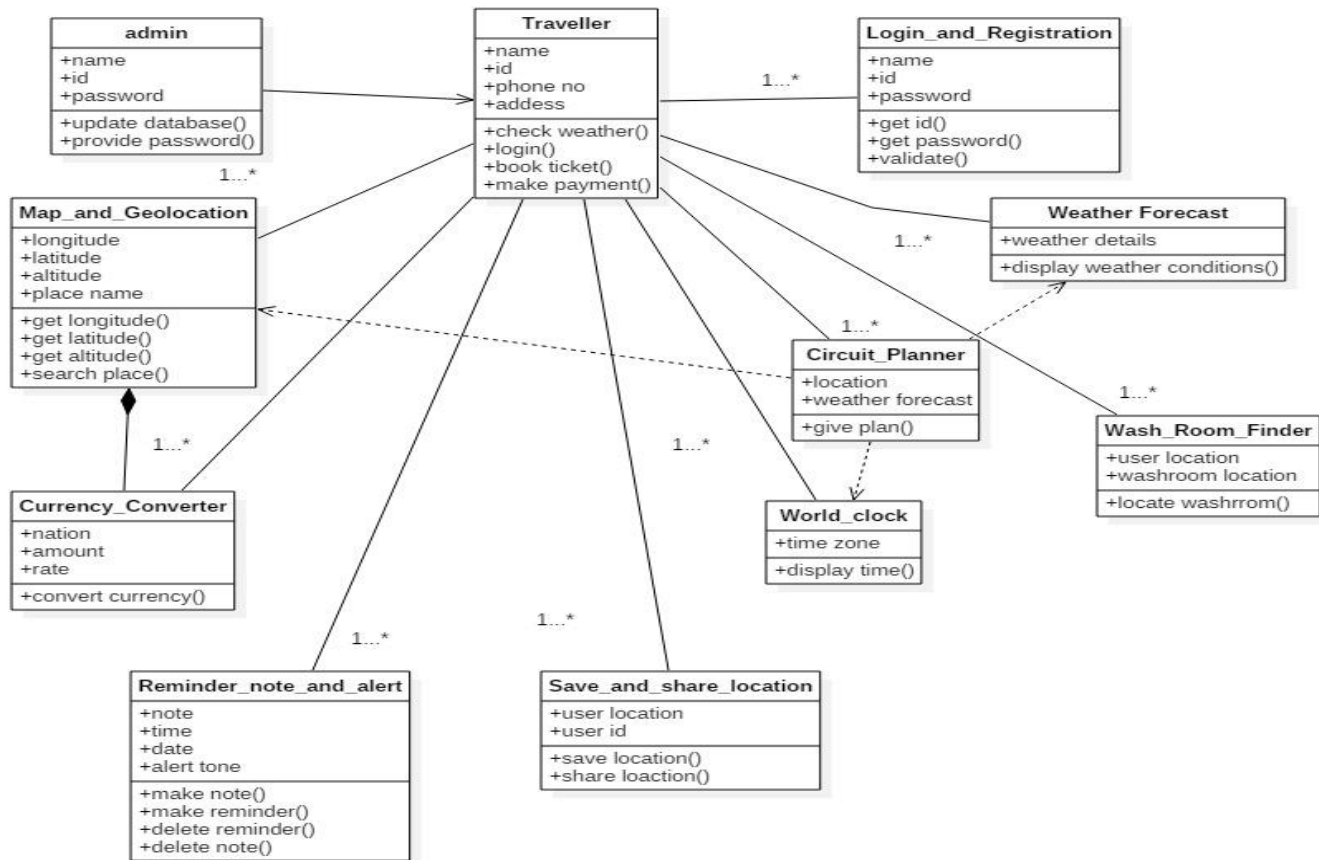 admin
+name
+id
+password
+update database()
+provide password()
Traveller
+name
+id
+phone no
+addess
+check weather()
+login()
+book ticket()
+make payment()
1...*
Login_and_Registration
+name
+id
+password
+get id()
+get password()
+validate()
1...*
Map_and_Geolocation
+longitude
+latitude
+altitude
+place name
+get longitude()
+get latitude()
+get altitude()
+search place()
1...*
Weather Forecast
+weather details
+display weather conditions()
1...*
Circuit_Planner
+location
+weather forecast
+give plan()
1...*
Wash_Room_Finder
+user location
+washroom location
+locate washrrom()
1...*
Currency_Converter
+nation
+amount
+rate
+convert currency()
1...*
World_clock
+time zone
+display time()
1...*
Reminder_note_and_alert
+note
+time
+date
+alert tone
+make note()
+make reminder()
+delete reminder()
+delete note()
1...*
Save_and_share_location
+user location
+user id
+save location()
+share loaction()